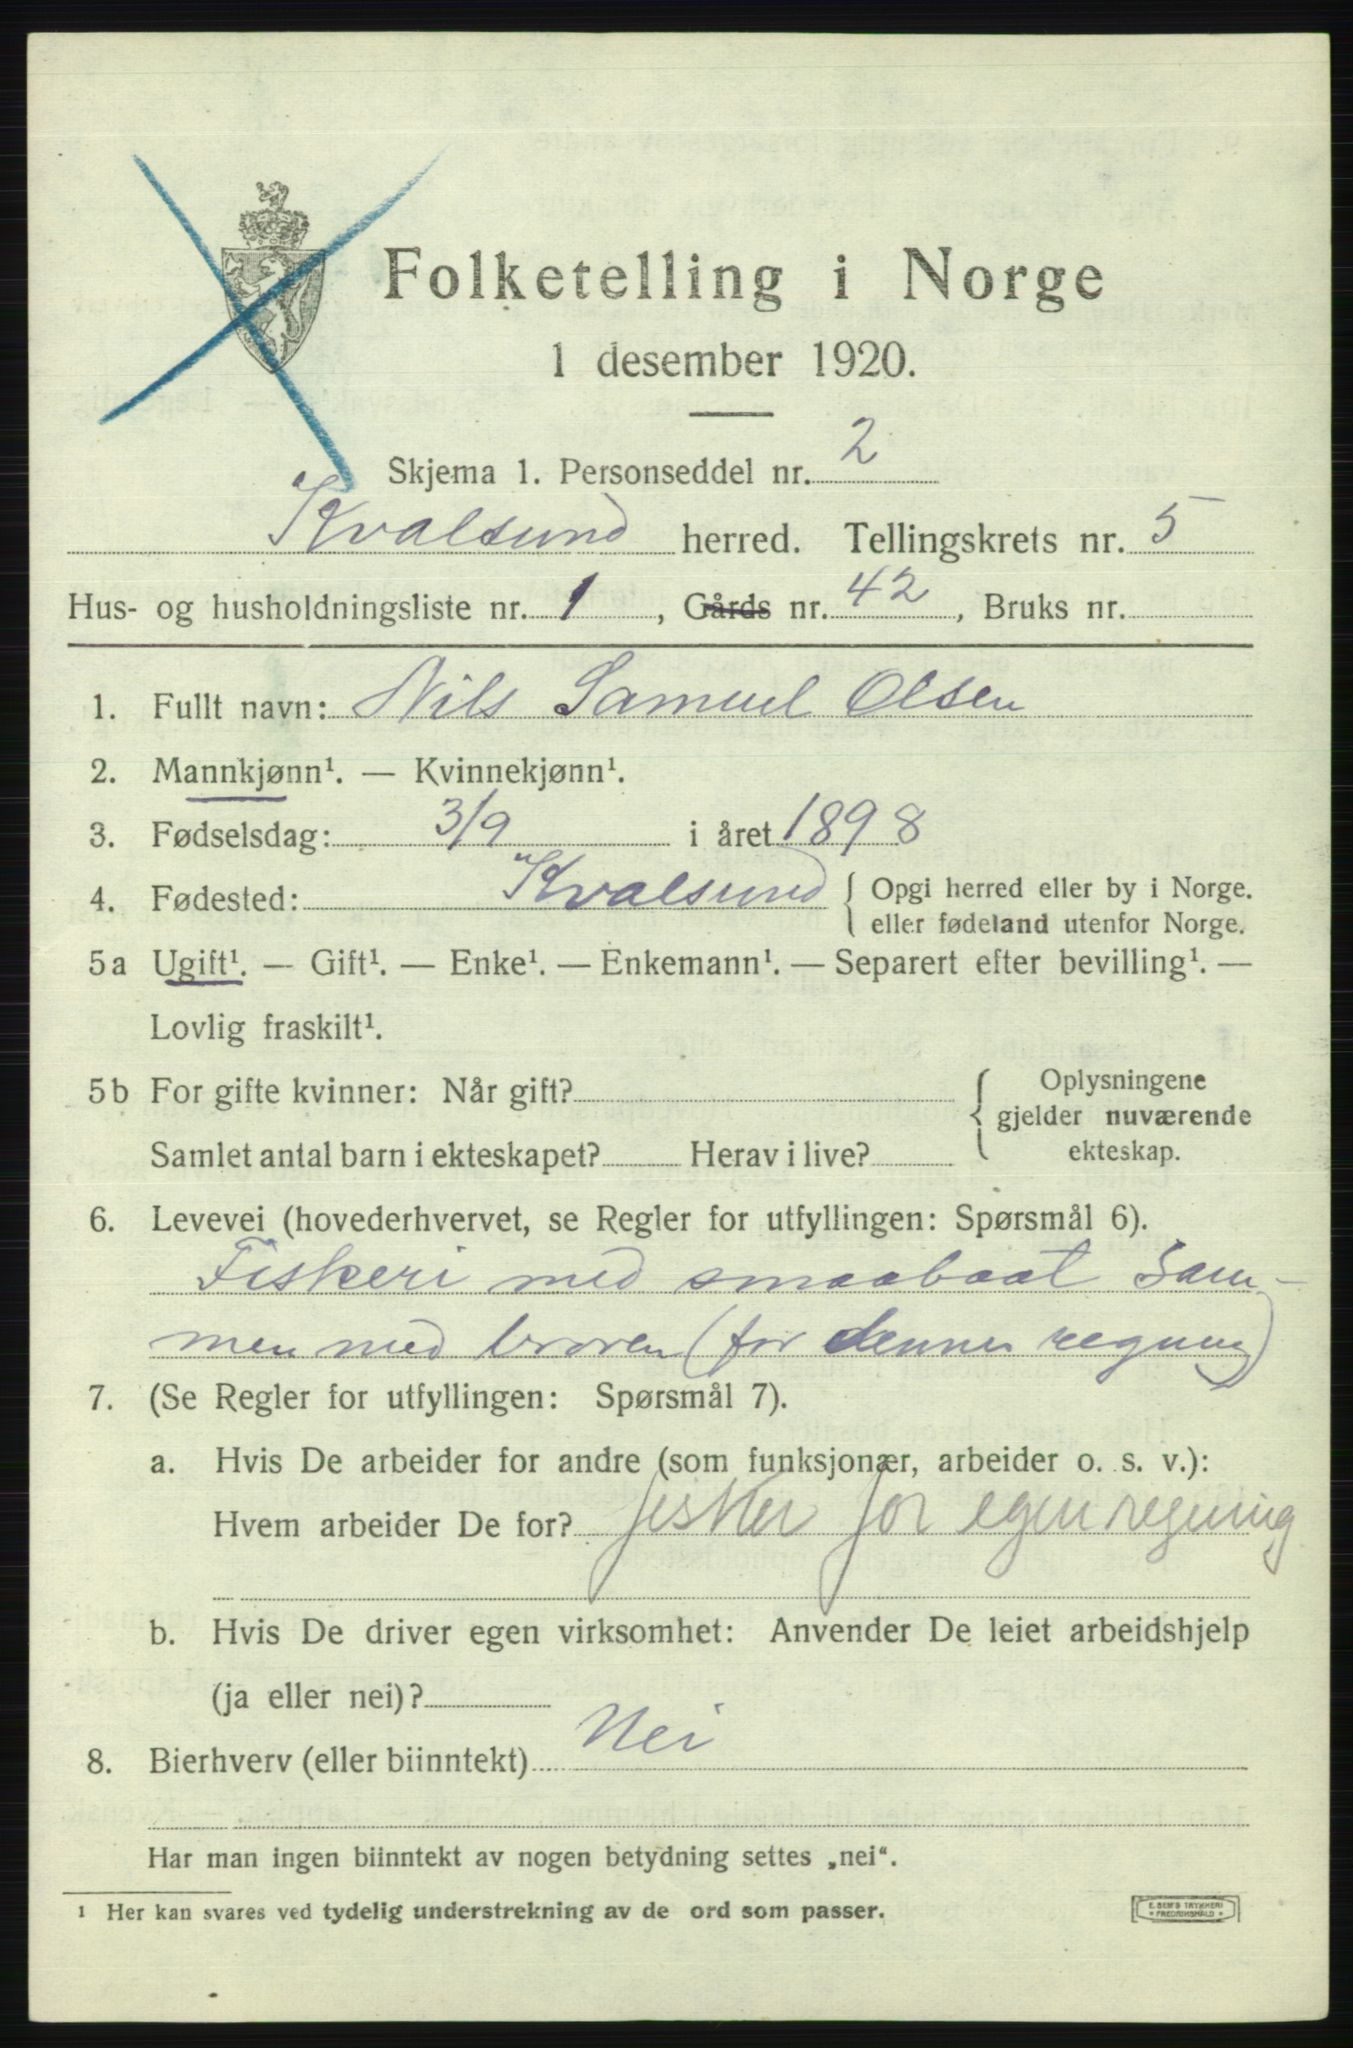 Folketelling i Norge
1 desember 1920.
Skjema 1. Personseddel nr. 2
Kvalsund herred. Tellingskrets nr. 5
Hus- og husholdningsliste nr. 1, Gårds nr. 42, Bruks nr.
1. Fullt navn: Nils Samuel Olsen
2. Mannkjønn¹. — Kvinnekjønn¹.
3. Fødselsdag: 3/9 i året 1898
4. Fødested: Kvalsund { Opgi herred eller by i Norge.
eller fødeland utenfor Norge.
5a Ugift¹. — Gift¹. — Enke¹. — Enkemann¹. — Separert efter bevilling¹. —
Lovlig fraskilt¹.
5b For gifte kvinner: Når gift? { Oplysningene
gjelder nuværende
Samlet antal barn i ekteskapet? Herav i live? ekteskap.
6. Levevei (hovederhvervet, se Regler for utfyllingen: Spørsmål 6).
Fiskeri med smaabaat Sam-
men med broren (for dennes regning)
7. (Se Regler for utfyllingen: Spørsmål 7).
a. Hvis De arbeider for andre (som funksjonær, arbeider o. s. v.):
Hvem arbeider De for? fisker for egen regning
b. Hvis De driver egen virksomhet: Anvender De leiet arbeidshjelp
(ja eller nei)?
8. Bierhverv (eller biinntekt) Nei
Har man ingen biinntekt av nogen betydning settes „nei“.
1 Her kan svares ved tydelig understrekning av de ord som passer.
E. SEM'S TRYKKERI
* FREDRIKSHALD *